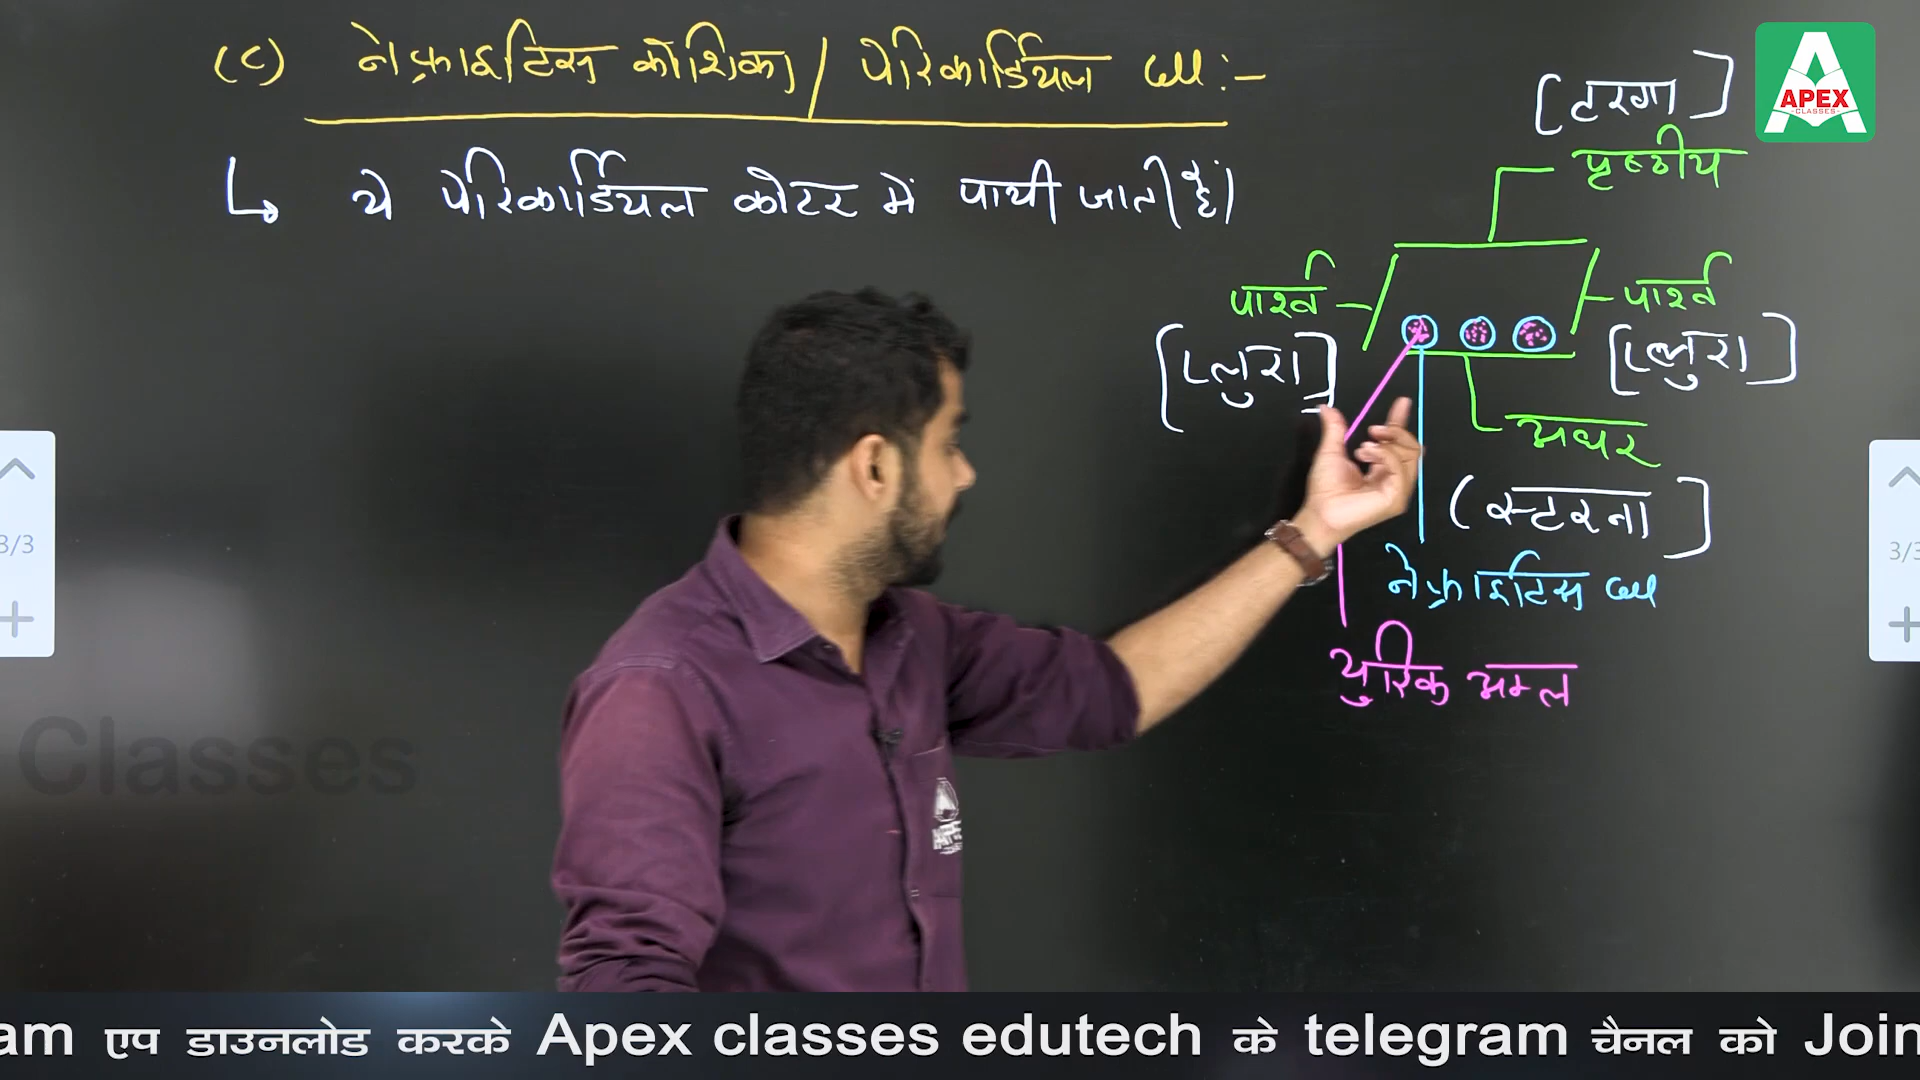 (C) नेफ्राइटिस कोशिका / पेरिकार्डियल Cell :-
↳ ये पेरिकार्डियल कोटर में पायी जाती हैं।
[टरगा]
पृष्ठीय
पार्श्व
पार्श्व
[प्लुरा]
[प्लुरा]
अधर
(स्टरना]
नेफ्राइटिस Cell
युरिक अम्ल
APEX
CLASSES
3/3
3/3
Classes
am एप डाउनलोड करके Apex classes edutech के telegram चैनल को Join